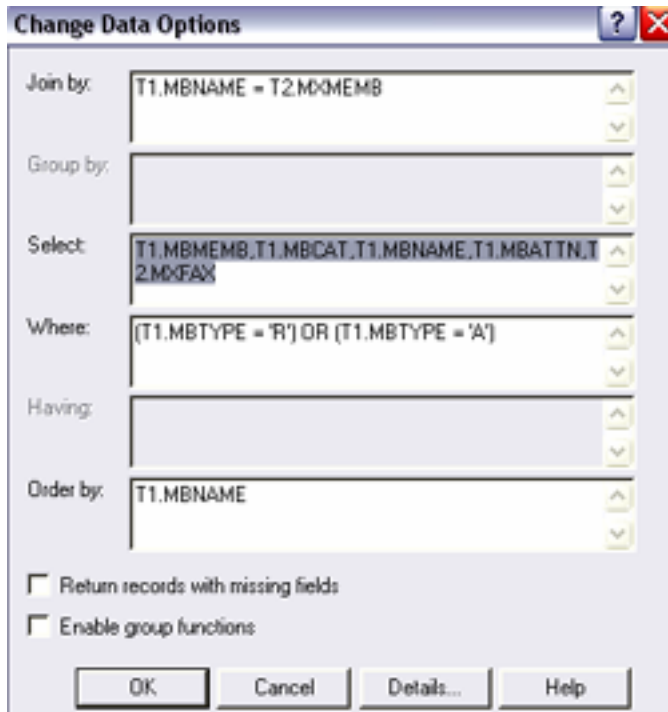 Change Data Options
Join by: T1.MBNAME = T2.MXMEMB
Group by:
Select: T1.MBMEMB,T1.MBCAT,T1.MBNAME,T1.MBATTN,T
2.MXFAX
Where: (T1.MBTYPE = 'R') OR (T1.MBTYPE = 'A')
Having:
Order by: T1.MBNAME
Return records with missing fields
Enable group functions
OK Cancel Details... Help